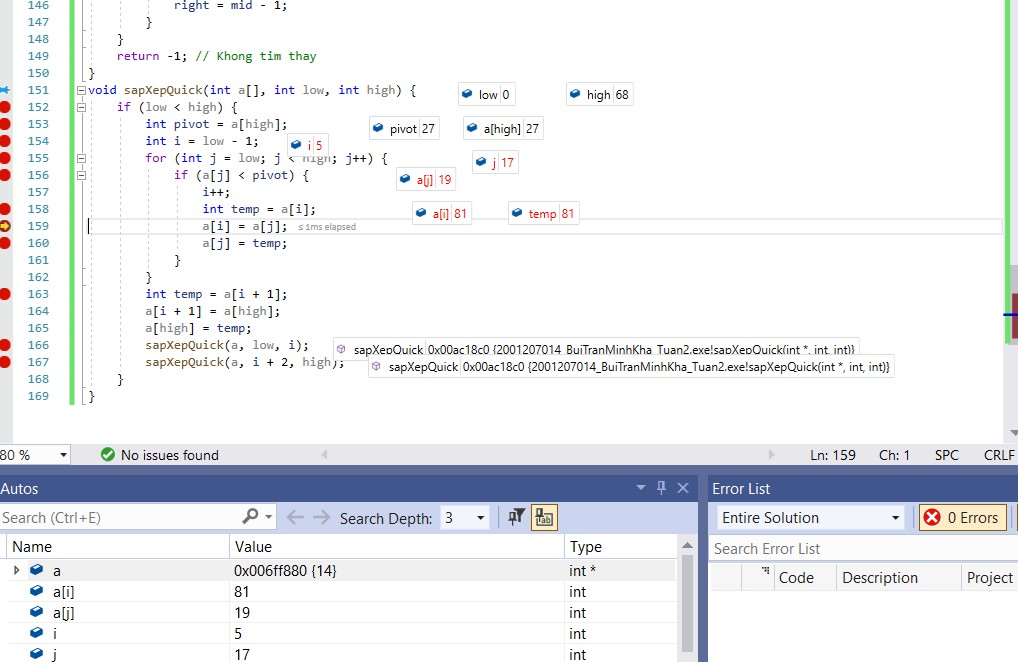 146 right = mid - 1;
147 }
148 }
149 return -1; // Khong tim thay
150 }
151 void sapXepQuick(int a[], int low, int high) { low 0 high 68
152 if (low < high) {
153 int pivot = a[high]; pivot 27 a[high] 27
154 int i = low - 1; i 5
155 for (int j = low; j < high; j++) { j 17
156 if (a[j] < pivot) { a[j] 19
157 i++;
158 int temp = a[i]; a[i] 81 temp 81
159 a[i] = a[j]; ≤ 1ms elapsed
160 a[j] = temp;
161 }
162 }
163 int temp = a[i + 1];
164 a[i + 1] = a[high];
165 a[high] = temp;
166 sapXepQuick(a, low, i); sapXepQuick 0x00ac18c0 {2001207014_BuiTranMinhKha_Tuan2.exe!sapXepQuick(int *, int, int)}
167 sapXepQuick(a, i + 2, high); sapXepQuick 0x00ac18c0 {2001207014_BuiTranMinhKha_Tuan2.exe!sapXepQuick(int *, int, int)}
168 }
169 }
80 % No issues found Ln: 159 Ch: 1 SPC CRLF
Autos
Search (Ctrl+E) Search Depth: 3
Name Value Type
a 0x006ff880 {14} int *
a[i] 81 int
a[j] 19 int
i 5 int
j 17 int
Error List
Entire Solution 0 Errors
Search Error List
Code Description Project